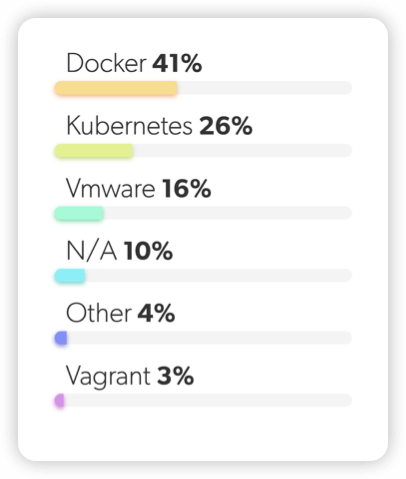 Docker 41%
Kubernetes 26%
Vmware 16%
N/A 10%
Other 4%
Vagrant 3%